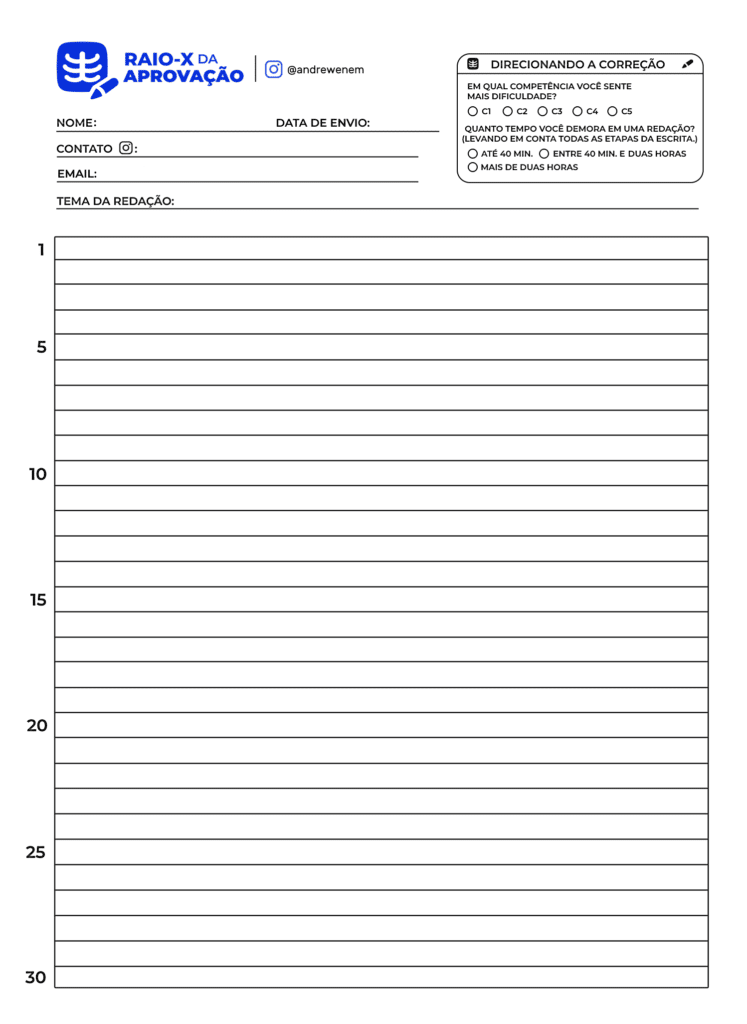 RAIO-X DA
APROVAÇÃO
@andrewenem
NOME:
DATA DE ENVIO:
CONTATO :
EMAIL:
TEMA DA REDAÇÃO:
DIRECIONANDO A CORREÇÃO
EM QUAL COMPETÊNCIA VOCÊ SENTE
MAIS DIFICULDADE?
C1 C2 C3 C4 C5
QUANTO TEMPO VOCÊ DEMORA EM UMA REDAÇÃO?
(LEVANDO EM CONTA TODAS AS ETAPAS DA ESCRITA.)
ATÉ 40 MIN. ENTRE 40 MIN. E DUAS HORAS
MAIS DE DUAS HORAS
1
5
10
15
20
25
30